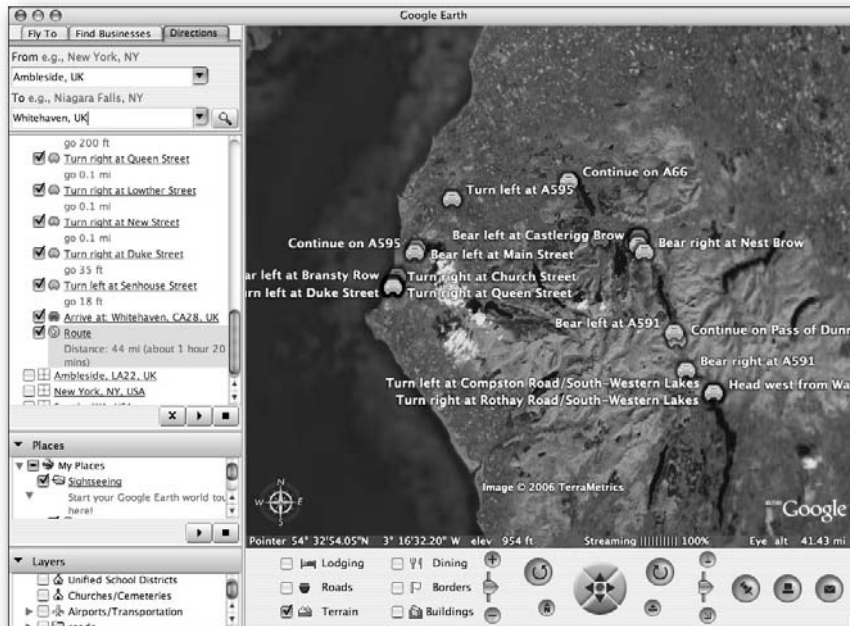 Google Earth
Fly To
Find Businesses
Directions
From e.g., New York, NY
Ambleside, UK
To e.g., Niagara Falls, NY
Whitehaven, UK
go 200 ft
Turn right at Queen Street
go 0.1 mi
Turn right at Lowther Street
go 0.1 mi
Turn right at New Street
go 0.1 mi
Turn right at Duke Street
go 35 ft
Turn left at Senhouse Street
go 18 ft
Arrive at: Whitehaven, CA28, UK
Route
Distance: 44 mi (about 1 hour 20
mins)
Ambleside, LA22, UK
New York, NY, USA
Places
My Places
Sightseeing
Start your Google Earth world tou
here!
Layers
Unified School Districts
Churches/Cemeteries
Airports/Transportation
Continue on A66
Turn left at A595
Bear left at Castlerigg Brow
Continue on A595
Bear right at Nest Brow
Bear left at Main Street
ar left at Bransty Row
Turn right at Church Street
rn left at Duke Street
Turn right at Queen Street
Bear left at A591
Continue on Pass of Dunn
Bear right at A591
Turn left at Compston Road/South-Western Lakes
Head west from Wa
Turn right at Rothay Road/South-Western Lakes
N
W
E
S
Image © 2006 TerraMetrics
Google
Pointer 54° 32'54.05"N 3° 16'32.20" W elev 954 ft
Streaming |||||||||| 100%
Eye alt 41.43 mi
Lodging
Dining
Roads
Borders
Terrain
Buildings
N